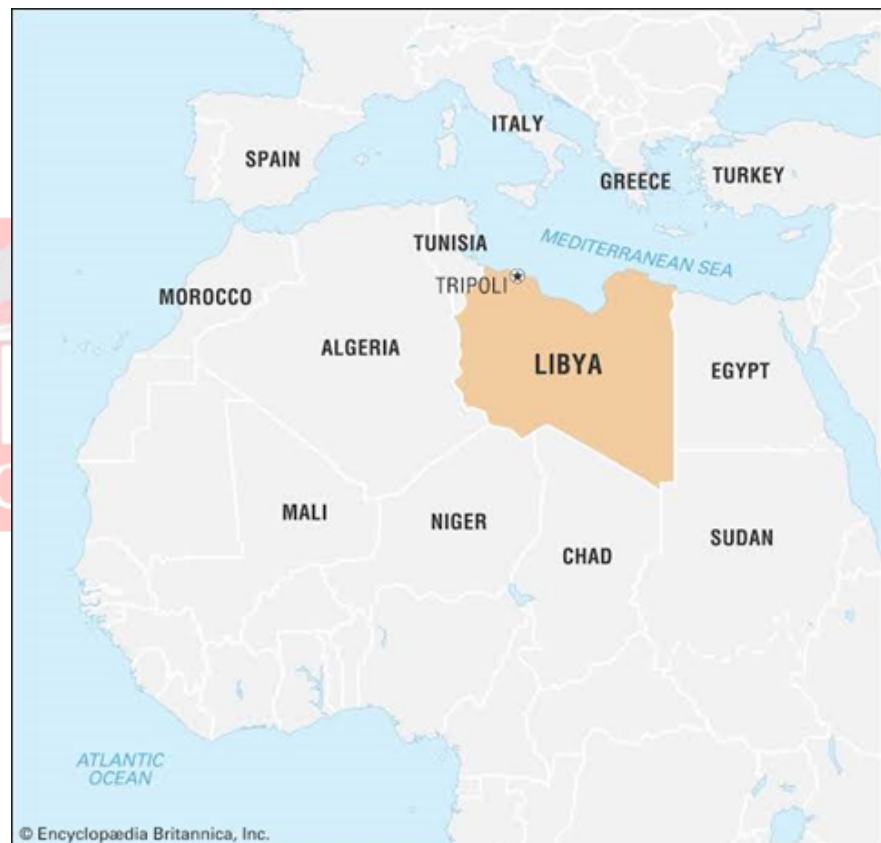 ITALY
SPAIN
GREECE
TURKEY
TUNISIA
MEDITERRANEAN SEA
TRIPOLI
MOROCCO
ALGERIA
LIBYA
EGYPT
MALI
NIGER
CHAD
SUDAN
ATLANTIC
OCEAN
© Encyclopædia Britannica, Inc.